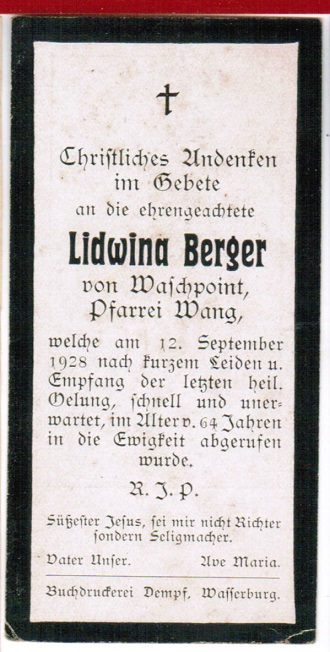 Christliches Andenken
im Gebete
an die ehrengeachtete
Lidwina Berger
von Waschpoint,
Pfarrei Wang,
welche am 12. September
1928 nach kurzem Leiden u.
Empfang der letzten heil.
Oelung, schnell und uner-
wartet, im Alter v. 64 Jahren
in die Ewigkeit abgerufen
wurde.
R. J. P.
Süßester Jesus, sei mir nicht Richter
sondern Seligmacher.
Vater Unser. Ave Maria.
Buchdruckerei Dempf, Wasserburg.